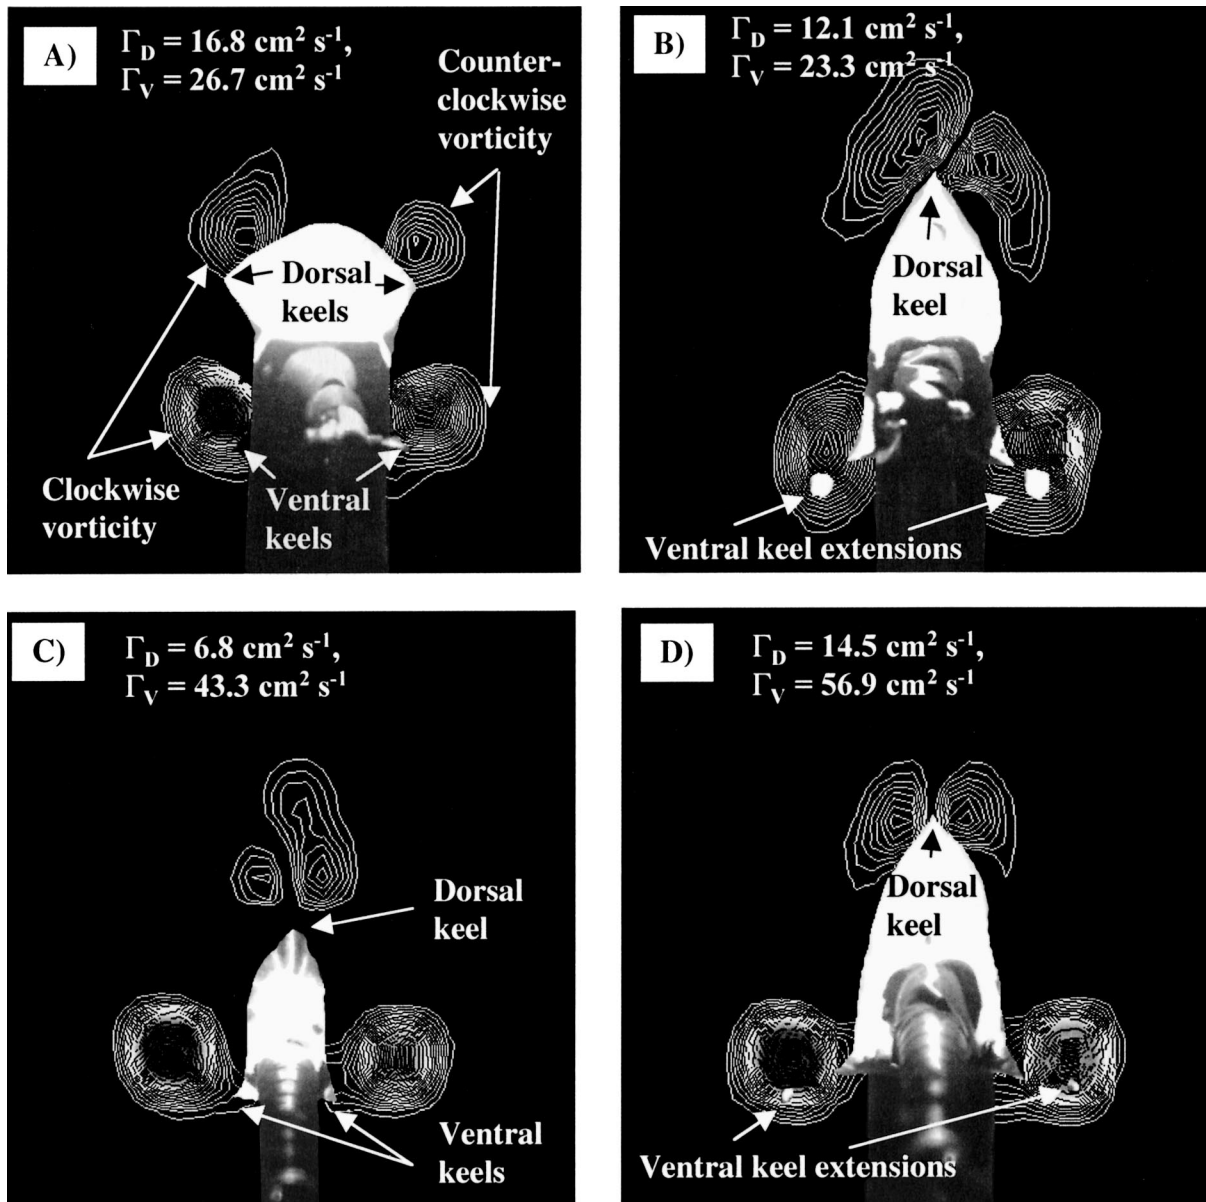 A)
Γ_D = 16.8 cm² s⁻¹,
Γ_V = 26.7 cm² s⁻¹
Counter-
clockwise
vorticity
Dorsal
keels
Clockwise
vorticity
Ventral
keels
B)
Γ_D = 12.1 cm² s⁻¹,
Γ_V = 23.3 cm² s⁻¹
Dorsal
keel
Ventral keel extensions
C)
Γ_D = 6.8 cm² s⁻¹,
Γ_V = 43.3 cm² s⁻¹
Dorsal
keel
Ventral
keels
D)
Γ_D = 14.5 cm² s⁻¹,
Γ_V = 56.9 cm² s⁻¹
Dorsal
keel
Ventral keel extensions